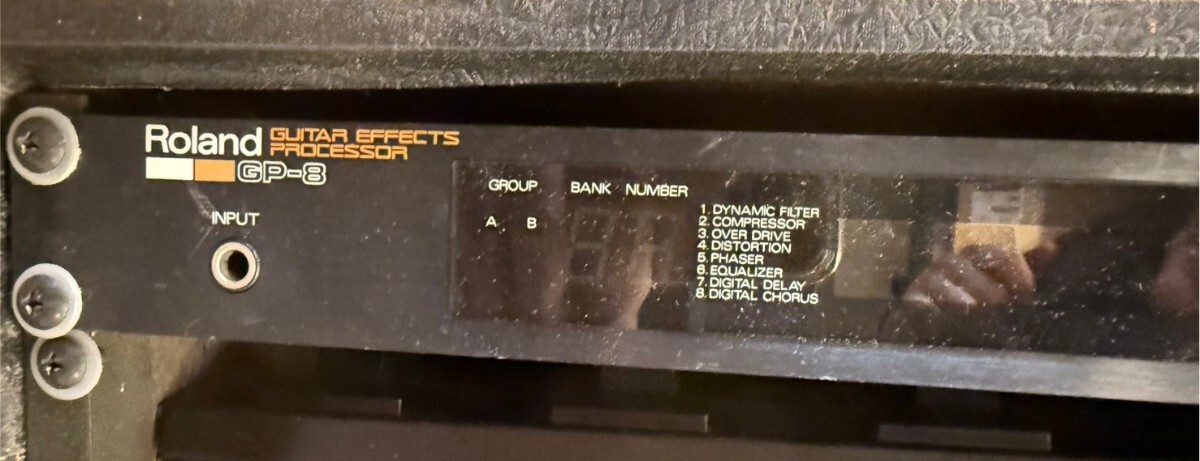 Roland GUITAR EFFECTS
PROCESSOR
GP-8
INPUT
GROUP BANK NUMBER
A B
1. DYNAMIC FILTER
2. COMPRESSOR
3. OVER DRIVE
4. DISTORTION
5. PHASER
6. EQUALIZER
7. DIGITAL DELAY
8. DIGITAL CHORUS